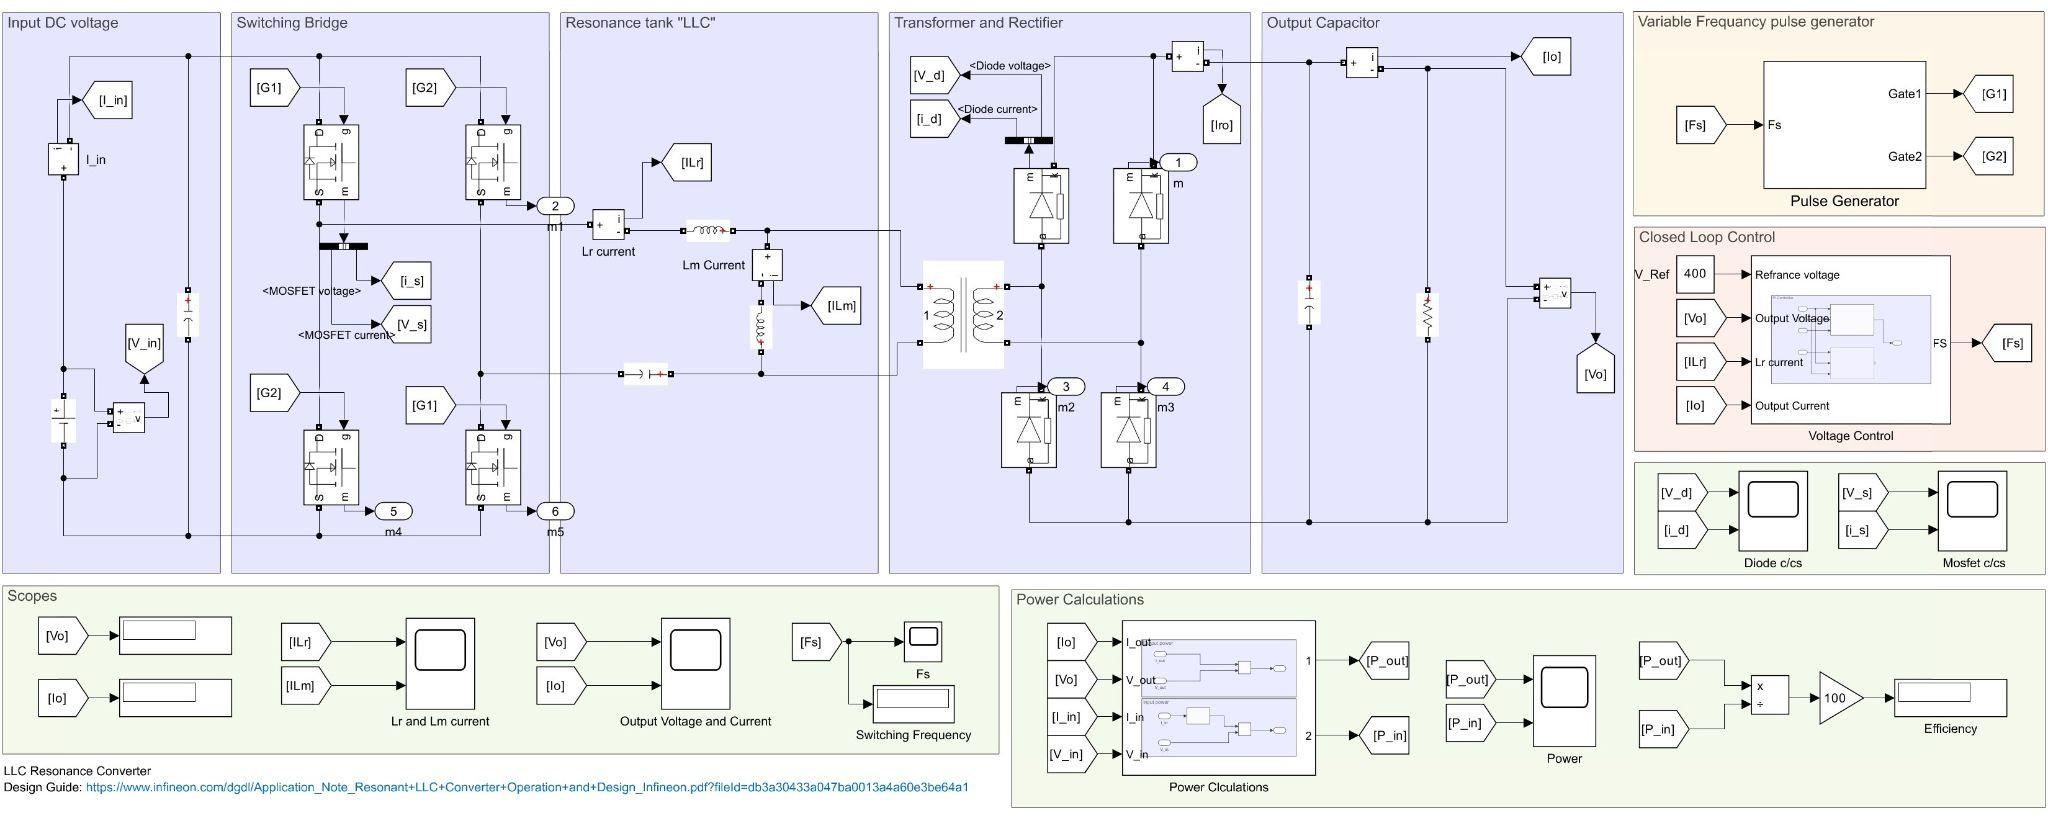 Input DC voltage
[I_in]
i
+
I_in
[V_in]
+
-
v
+
+
Switching Bridge
[G1]
[G2]
D
g
S
m
D
g
S
m
2
m1
[i_s]
<MOSFET voltage>
[V_s]
<MOSFET current>
[G2]
[G1]
D
g
S
m
D
g
S
m
5
m4
6
m5
Resonance tank "LLC"
[ILr]
+
i
-
Lr current
+
Lm Current
+
i
-
[ILm]
+
+
Transformer and Rectifier
[V_d]
<Diode voltage>
[i_d]
<Diode current>
+
i
-
[Iro]
m
k
a
m
k
a
1
m
+
+
1
2
3
m2
4
m3
m
k
a
m
k
a
Output Capacitor
+
i
-
[Io]
+
+
+
-
v
[Vo]
Variable Frequancy pulse generator
[Fs]
Fs
Gate1
[G1]
Gate2
[G2]
Pulse Generator
Closed Loop Control
V_Ref
400
Refrance voltage
[Vo]
Output Voltage
[ILr]
Lr current
[Io]
Output Current
FS
[Fs]
Voltage Control
[V_d]
[i_d]
Diode c/cs
[V_s]
[i_s]
Mosfet c/cs
Scopes
[Vo]
[Io]
[ILr]
[ILm]
Lr and Lm current
[Vo]
[Io]
Output Voltage and Current
[Fs]
Fs
Switching Frequency
Power Calculations
[Io]
I_out
[Vo]
V_out
[I_in]
I_in
[V_in]
V_in
1
[P_out]
2
[P_in]
Power Clculations
[P_out]
[P_in]
Power
[P_out]
[P_in]
x
÷
100
Efficiency
LLC Resonance Converter
Design Guide: https://www.infineon.com/dgdl/Application_Note_Resonant+LLC+Converter+Operation+and+Design_Infineon.pdf?fileId=db3a30433a047ba0013a4a60e3be64a1